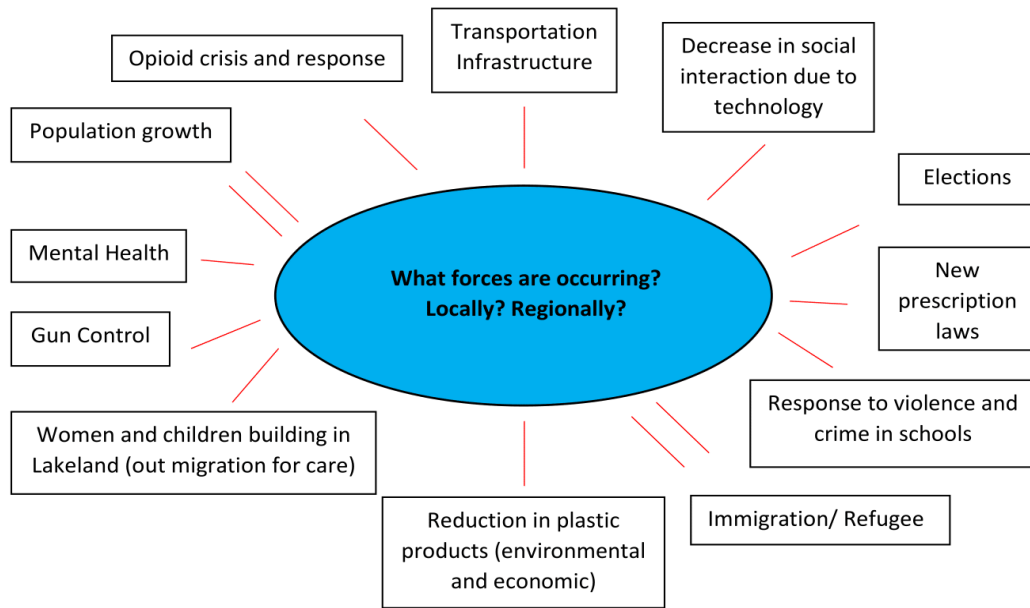 Transportation
Infrastructure
Opioid crisis and response
Decrease in social
interaction due to
technology
Population growth
Elections
Mental Health
What forces are occurring?
Locally? Regionally?
New
prescription
laws
Gun Control
Response to violence and
crime in schools
Women and children building in
Lakeland (out migration for care)
Reduction in plastic
products (environmental
and economic)
Immigration/ Refugee